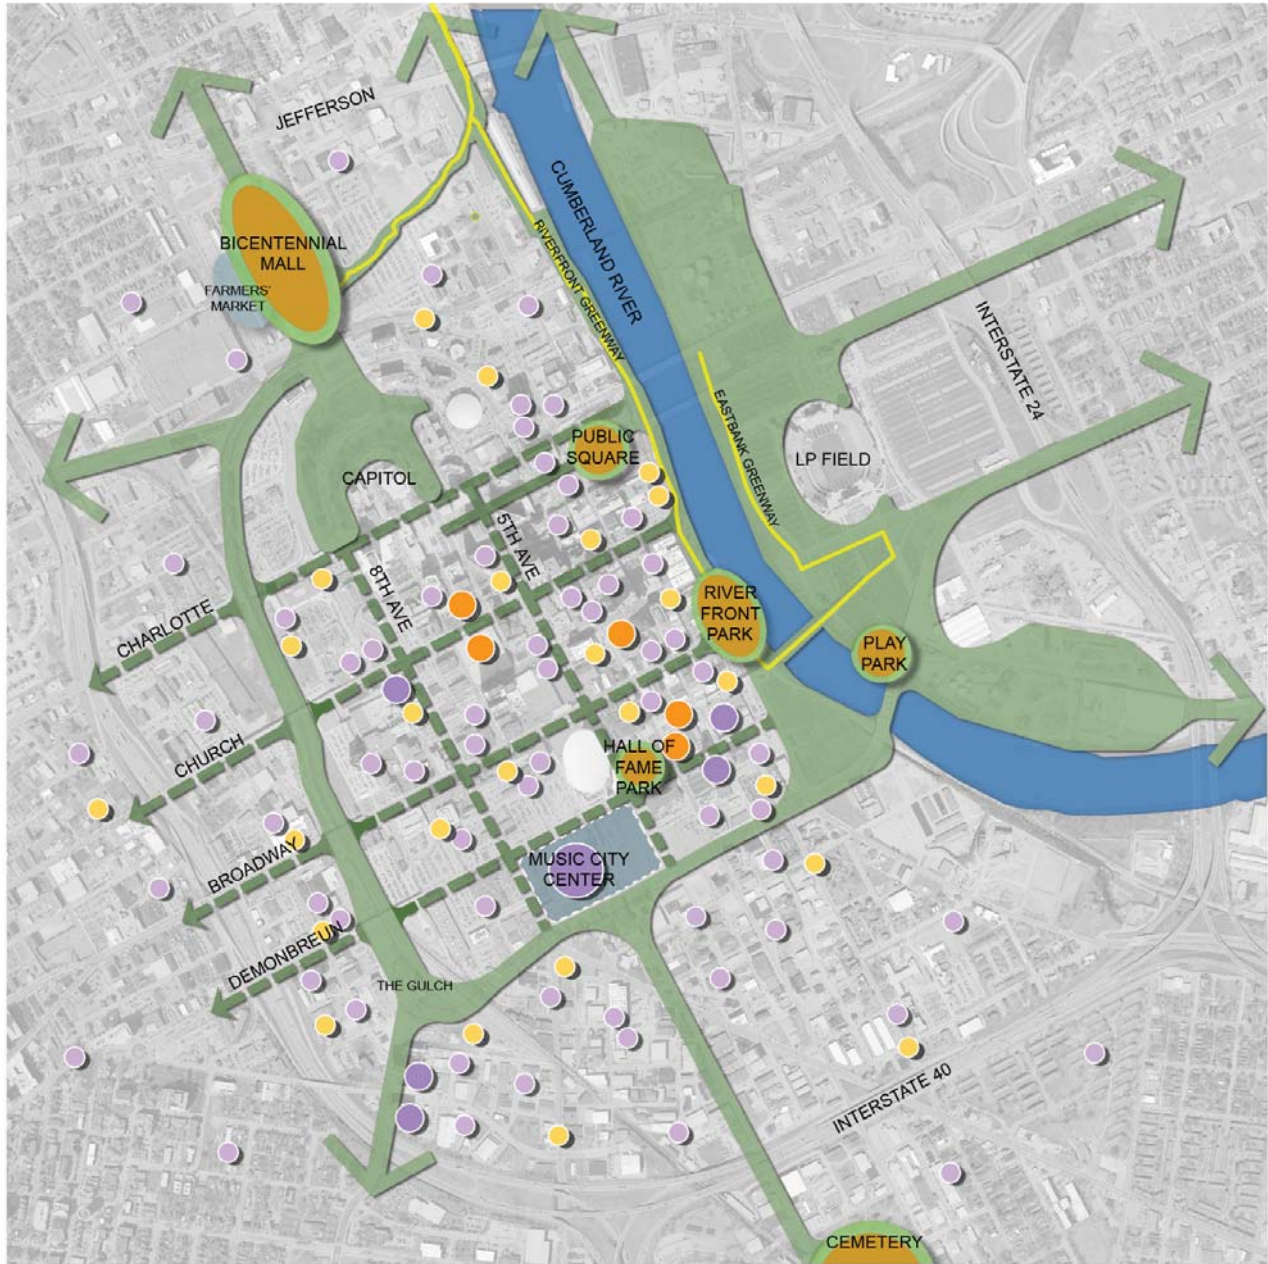 JEFFERSON
CUMBERLAND RIVER
BICENTENNIAL
MALL
FARMERS'
MARKET
RIVERFRONT GREENWAY
INTERSTATE 24
EASTBANK GREENWAY
PUBLIC
SQUARE
LP FIELD
CAPITOL
5TH AVE
8TH AVE
RIVER
FRONT
PARK
CHARLOTTE
PLAY
PARK
CHURCH
HALL OF
FAME
PARK
BROADWAY
MUSIC CITY
CENTER
DEMONBREUN
THE GULCH
INTERSTATE 40
CEMETERY